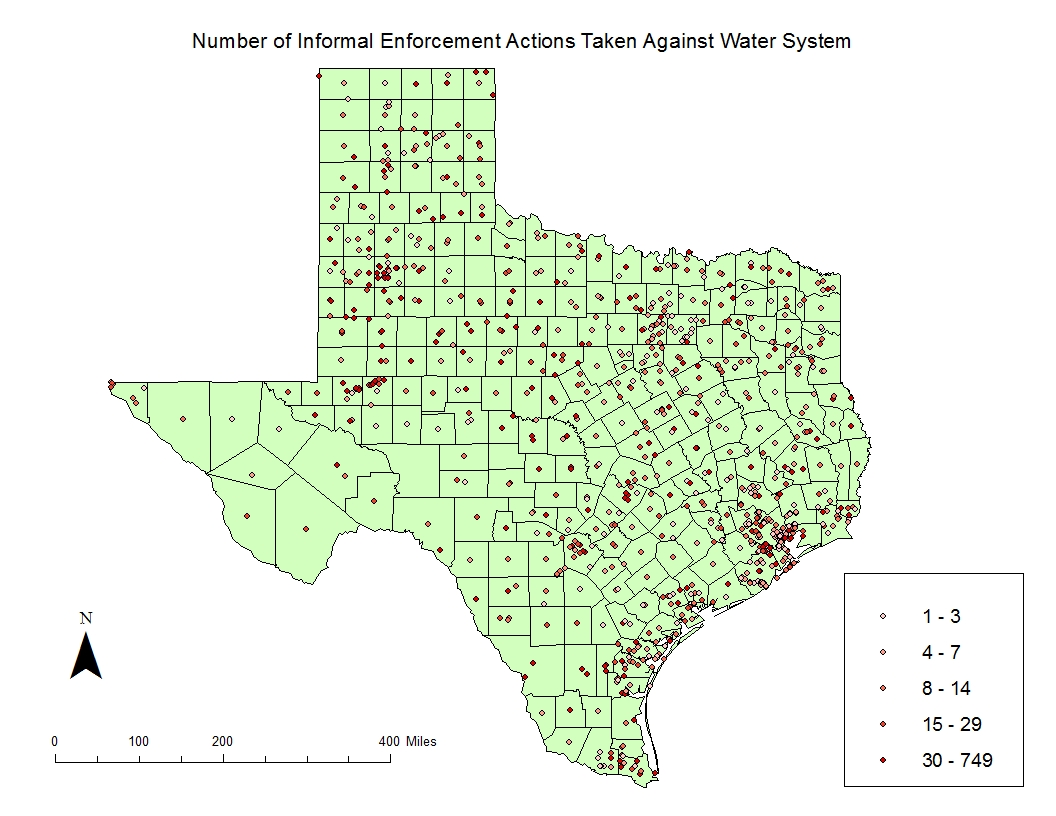 Number of Informal Enforcement Actions Taken Against Water System
N
0 100 200 400 Miles
1 - 3
4 - 7
8 - 14
15 - 29
30 - 749